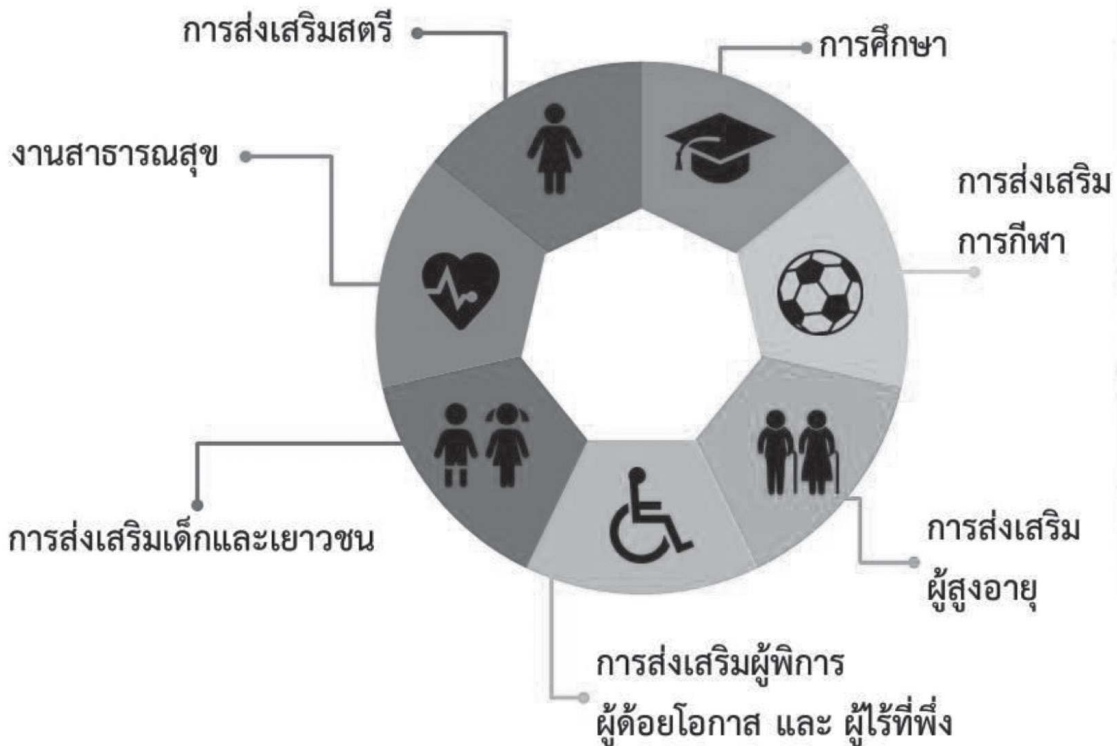 การส่งเสริมสตรี
การศึกษา
งานสาธารณสุข
การส่งเสริม
การกีฬา
การส่งเสริมเด็กและเยาวชน
การส่งเสริม
ผู้สูงอายุ
การส่งเสริมผู้พิการ
ผู้ด้อยโอกาส และ ผู้ไร้ที่พึ่ง